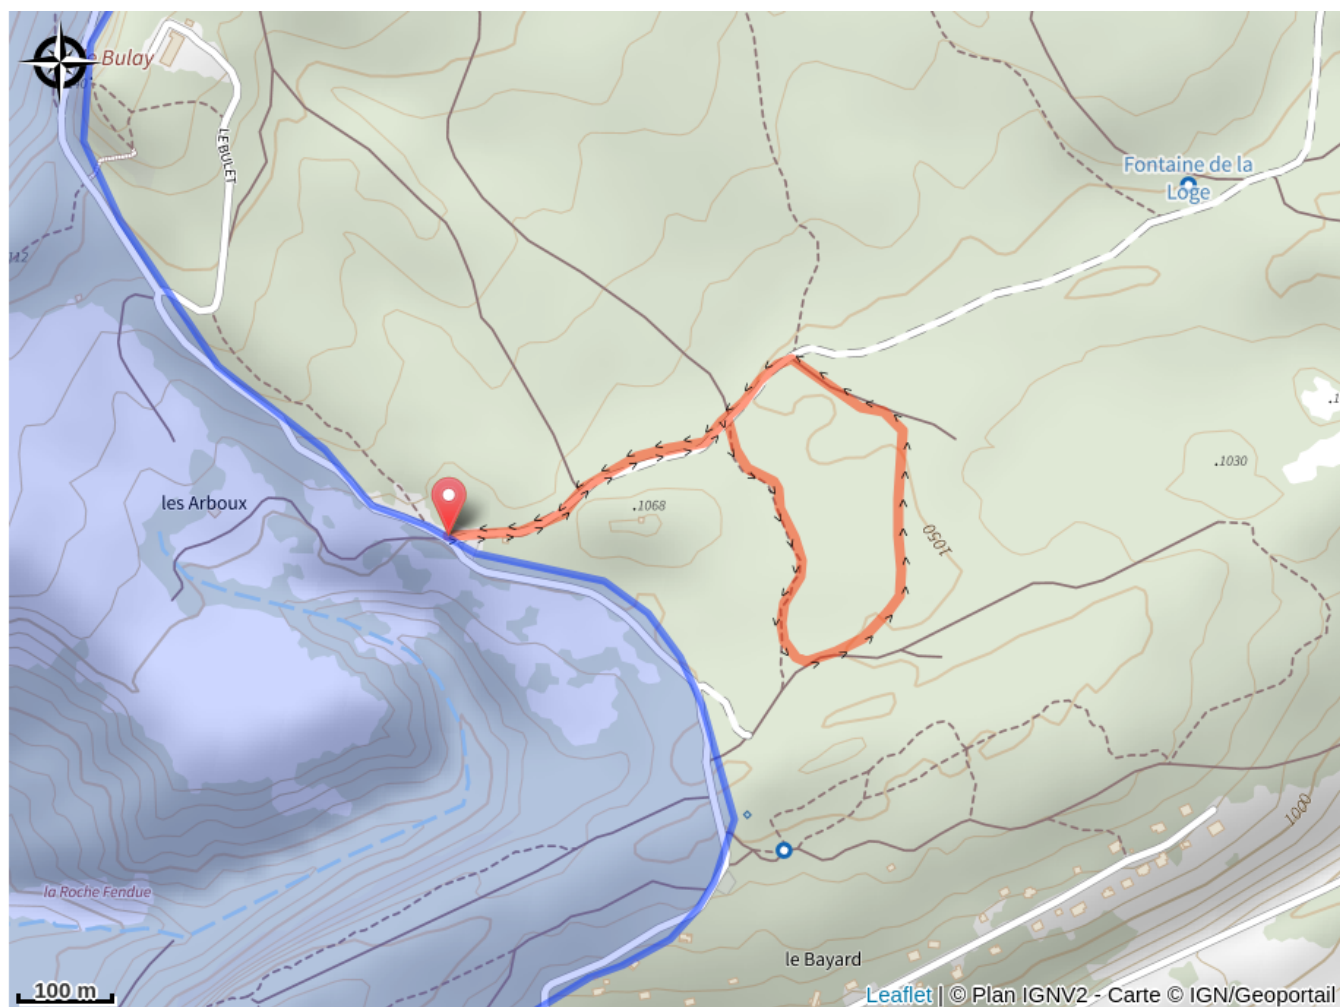 Bulay
LE BULET
Fontaine de la
Loge
112
.1030
les Arboux
.1068
1050
1000
la Roche Fendue
le Bayard
100 m
Leaflet | © Plan IGNV2 - Carte © IGN/Geoportail